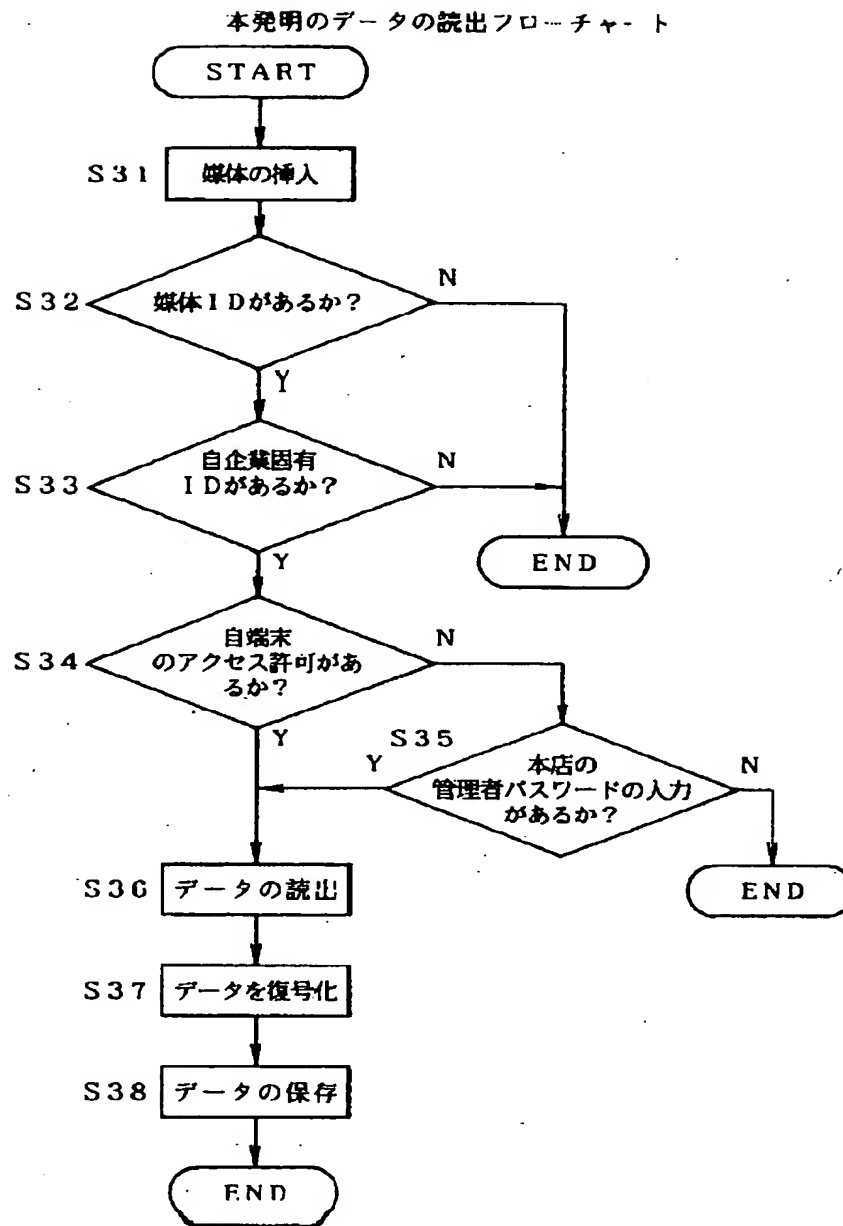 本発明のデータの読出フローチャート
START
S31
媒体の挿入
S32
媒体IDがあるか?
N
Y
S33
自企業固有
IDがあるか?
N
Y
END
S34
自端末
のアクセス許可があ
るか?
N
Y
S35
本店の
管理者パスワードの入力
があるか?
Y
N
END
S36
データの読出
S37
データを復号化
S38
データの保存
END